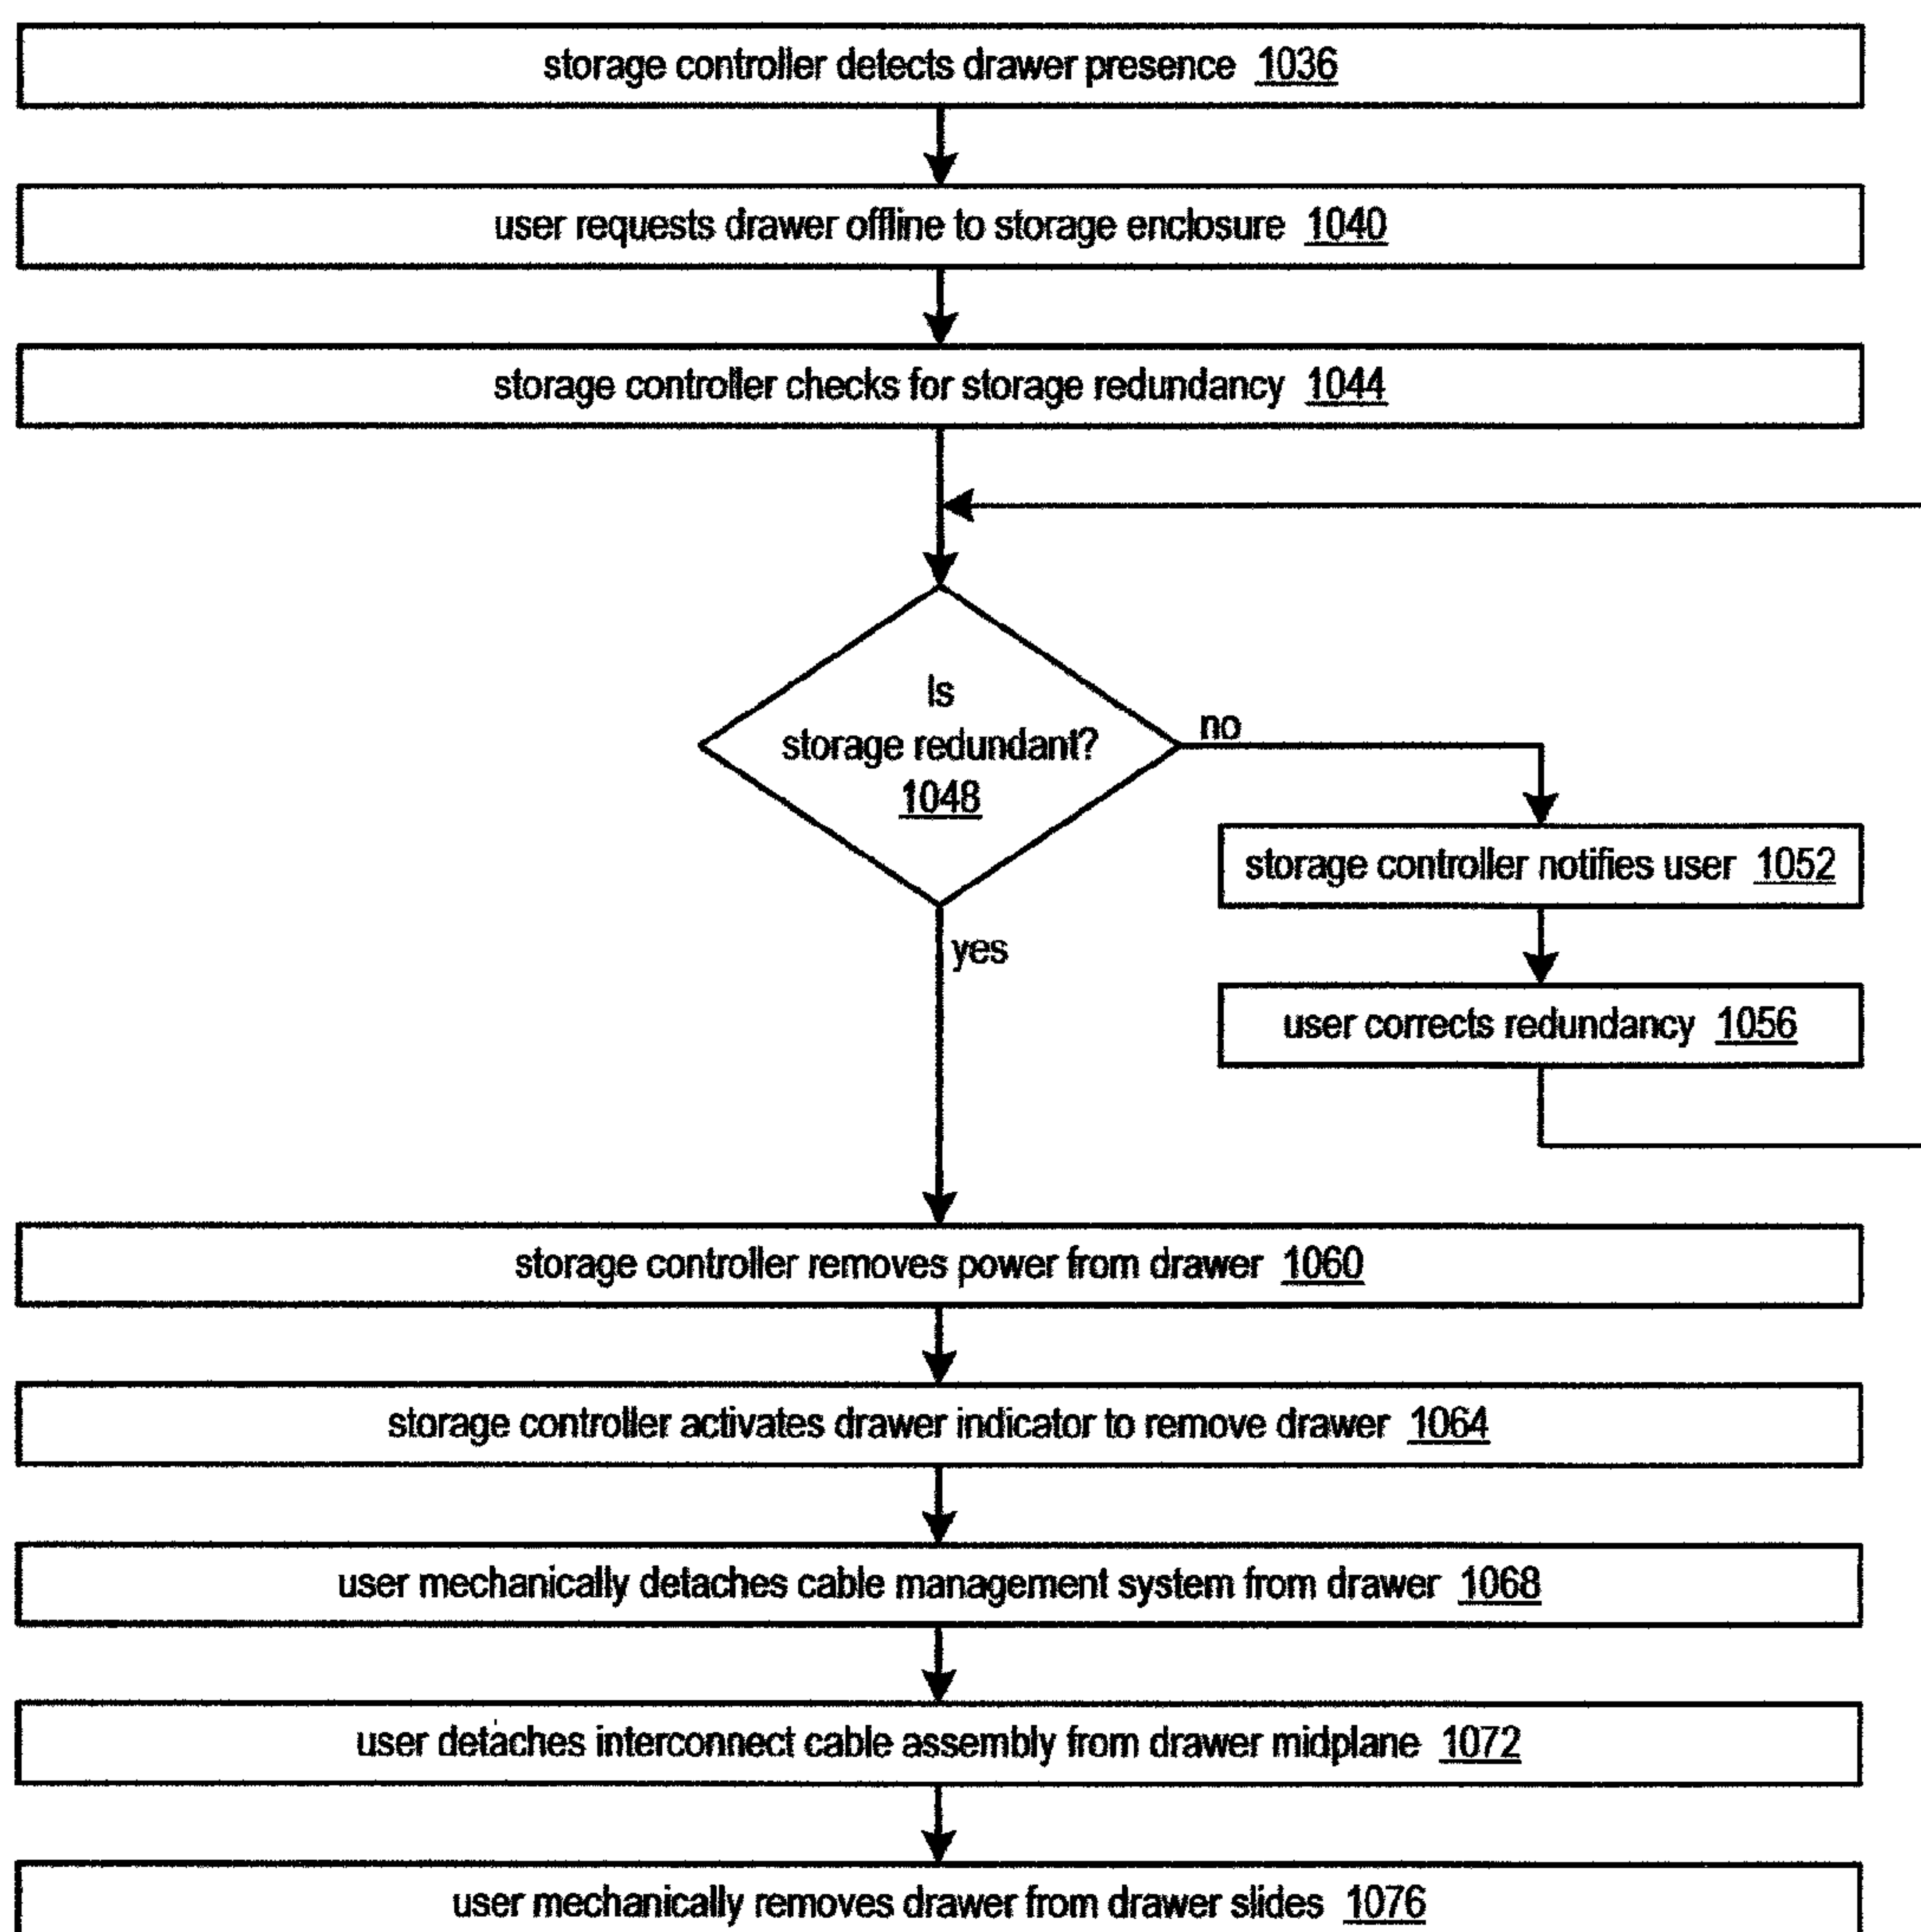 storage controller detects drawer presence 1036
user requests drawer offline to storage enclosure 1040
storage controller checks for storage redundancy 1044
Is
storage redundant?
1048
no
storage controller notifies user 1052
user corrects redundancy 1056
yes
storage controller removes power from drawer 1060
storage controller activates drawer indicator to remove drawer 1064
user mechanically detaches cable management system from drawer 1068
user detaches interconnect cable assembly from drawer midplane 1072
user mechanically removes drawer from drawer slides 1076